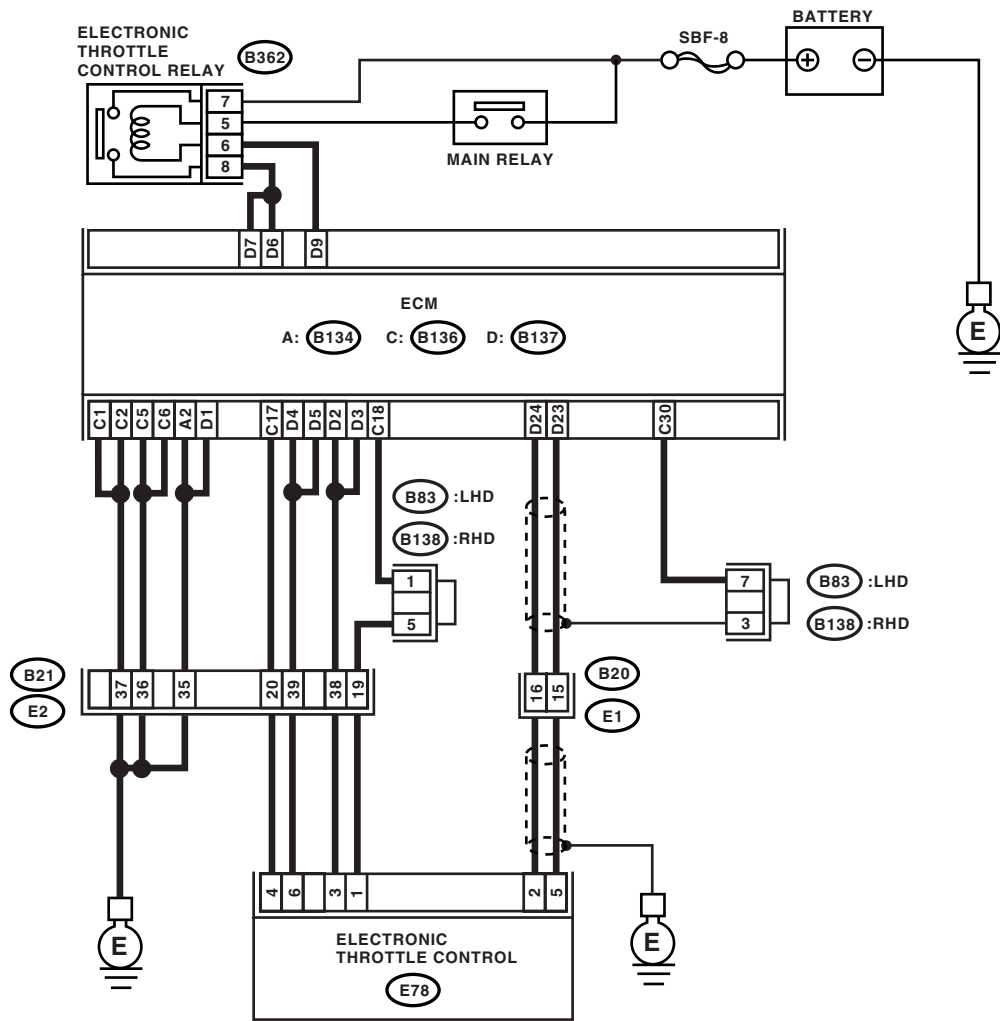 BATTERY
SBF-8
ELECTRONIC
THROTTLE
CONTROL RELAY
B362
7
5
6
8
MAIN RELAY
E
D7 D6 D9
ECM
A: B134 C: B136 D: B137
C1 C2 C5 C6 A2 D1 C17 D4 D5 D2 D3 C18 D24 D23 C30
B83 :LHD
B138 :RHD
1
5
7
3
B83 :LHD
B138 :RHD
B21
E2
37 36 35 20 39 38 19
16 15
B20
E1
4 6 3 1 2 5
E
ELECTRONIC
THROTTLE CONTROL
E78
E